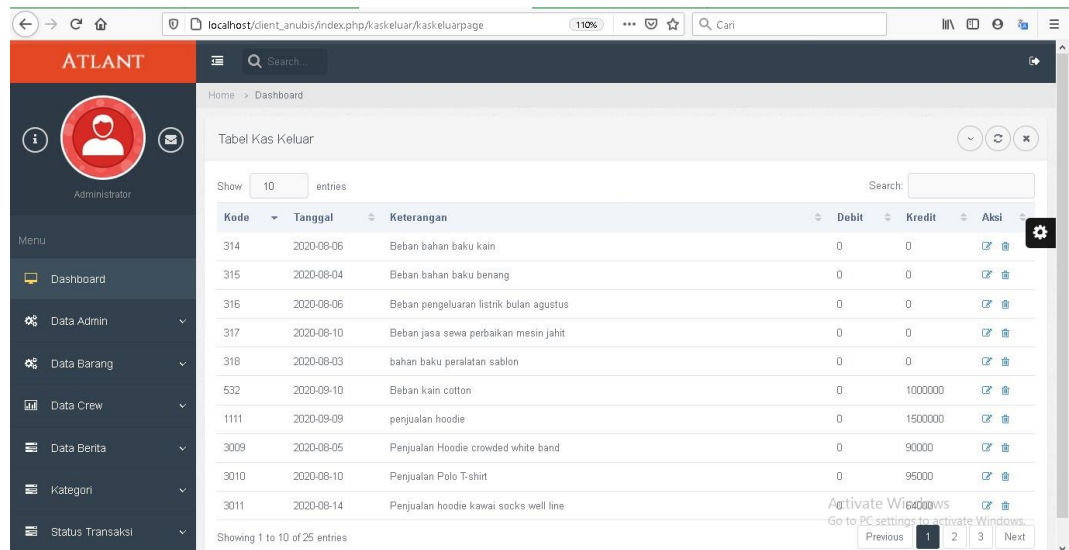 localhost/client_anubis/index.php/kaskeluar/kaskeluarpage 110% Cari
ATLANT Search...
Home > Dashboard
Tabel Kas Keluar
Administrator
Show 10 entries Search:
Kode Tanggal Keterangan Debit Kredit Aksi
314 2020-08-06 Beban bahan baku kain 0 0
315 2020-08-04 Beban bahan baku benang 0 0
316 2020-08-06 Beban pengeluaran listrik bulan agustus 0 0
317 2020-08-10 Beban jasa sewa perbaikan mesin jahit 0 0
318 2020-08-03 bahan baku peralatan sablon 0 0
532 2020-09-10 Beban kain cotton 0 1000000
1111 2020-09-09 penjualan hoodie 0 1500000
3009 2020-08-05 Penjualan Hoodie crowded white band 0 90000
3010 2020-08-10 Penjualan Polo T-shirt 0 95000
3011 2020-08-14 Penjualan hoodie kawai socks well line 0
Showing 1 to 10 of 25 entries
Previous 1 2 3 Next
Menu
Dashboard
Data Admin
Data Barang
Data Crew
Data Berita
Kategori
Status Transaksi
Activate Windows
Go to PC settings to activate Windows.